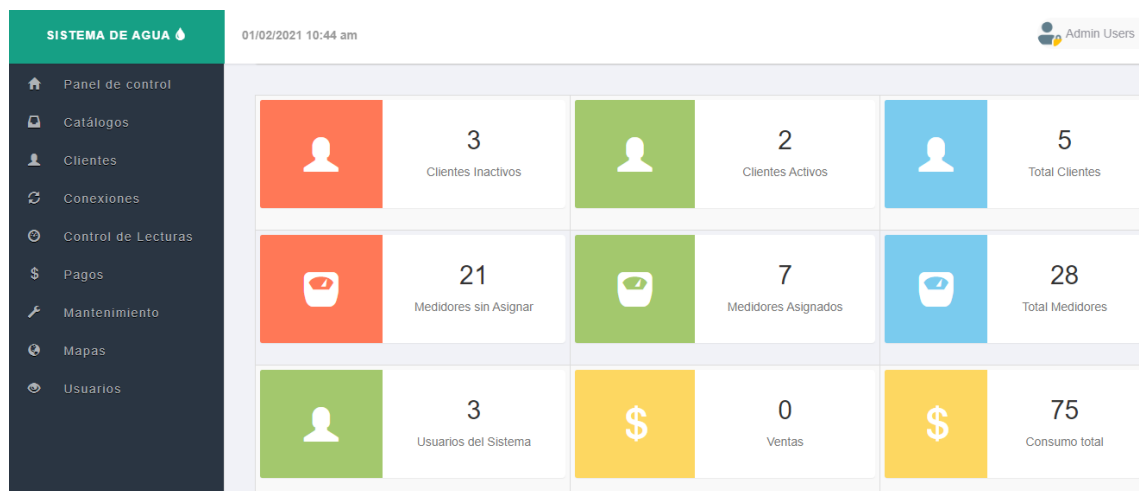 SISTEMA DE AGUA
01/02/2021 10:44 am
Admin Users
Panel de control
Catálogos
Clientes
Conexiones
Control de Lecturas
$ Pagos
Mantenimiento
Mapas
Usuarios
3
Clientes Inactivos
2
Clientes Activos
5
Total Clientes
21
Medidores sin Asignar
7
Medidores Asignados
28
Total Medidores
3
Usuarios del Sistema
$
0
Ventas
$
75
Consumo total